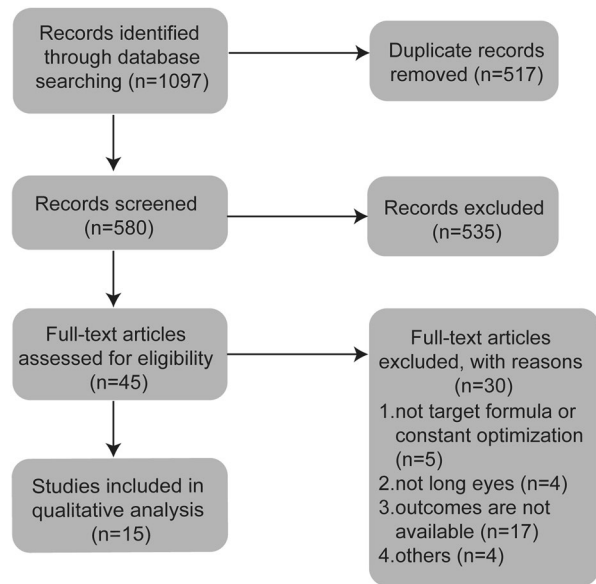 Records identified
through database
searching (n=1097)
Duplicate records
removed (n=517)
Records screened
(n=580)
Records excluded
(n=535)
Full-text articles
assessed for eligibility
(n=45)
Full-text articles
excluded, with reasons
(n=30)
1.not target formula or
constant optimization
(n=5)
2.not long eyes (n=4)
3.outcomes are not
available (n=17)
4.others (n=4)
Studies included in
qualitative analysis
(n=15)